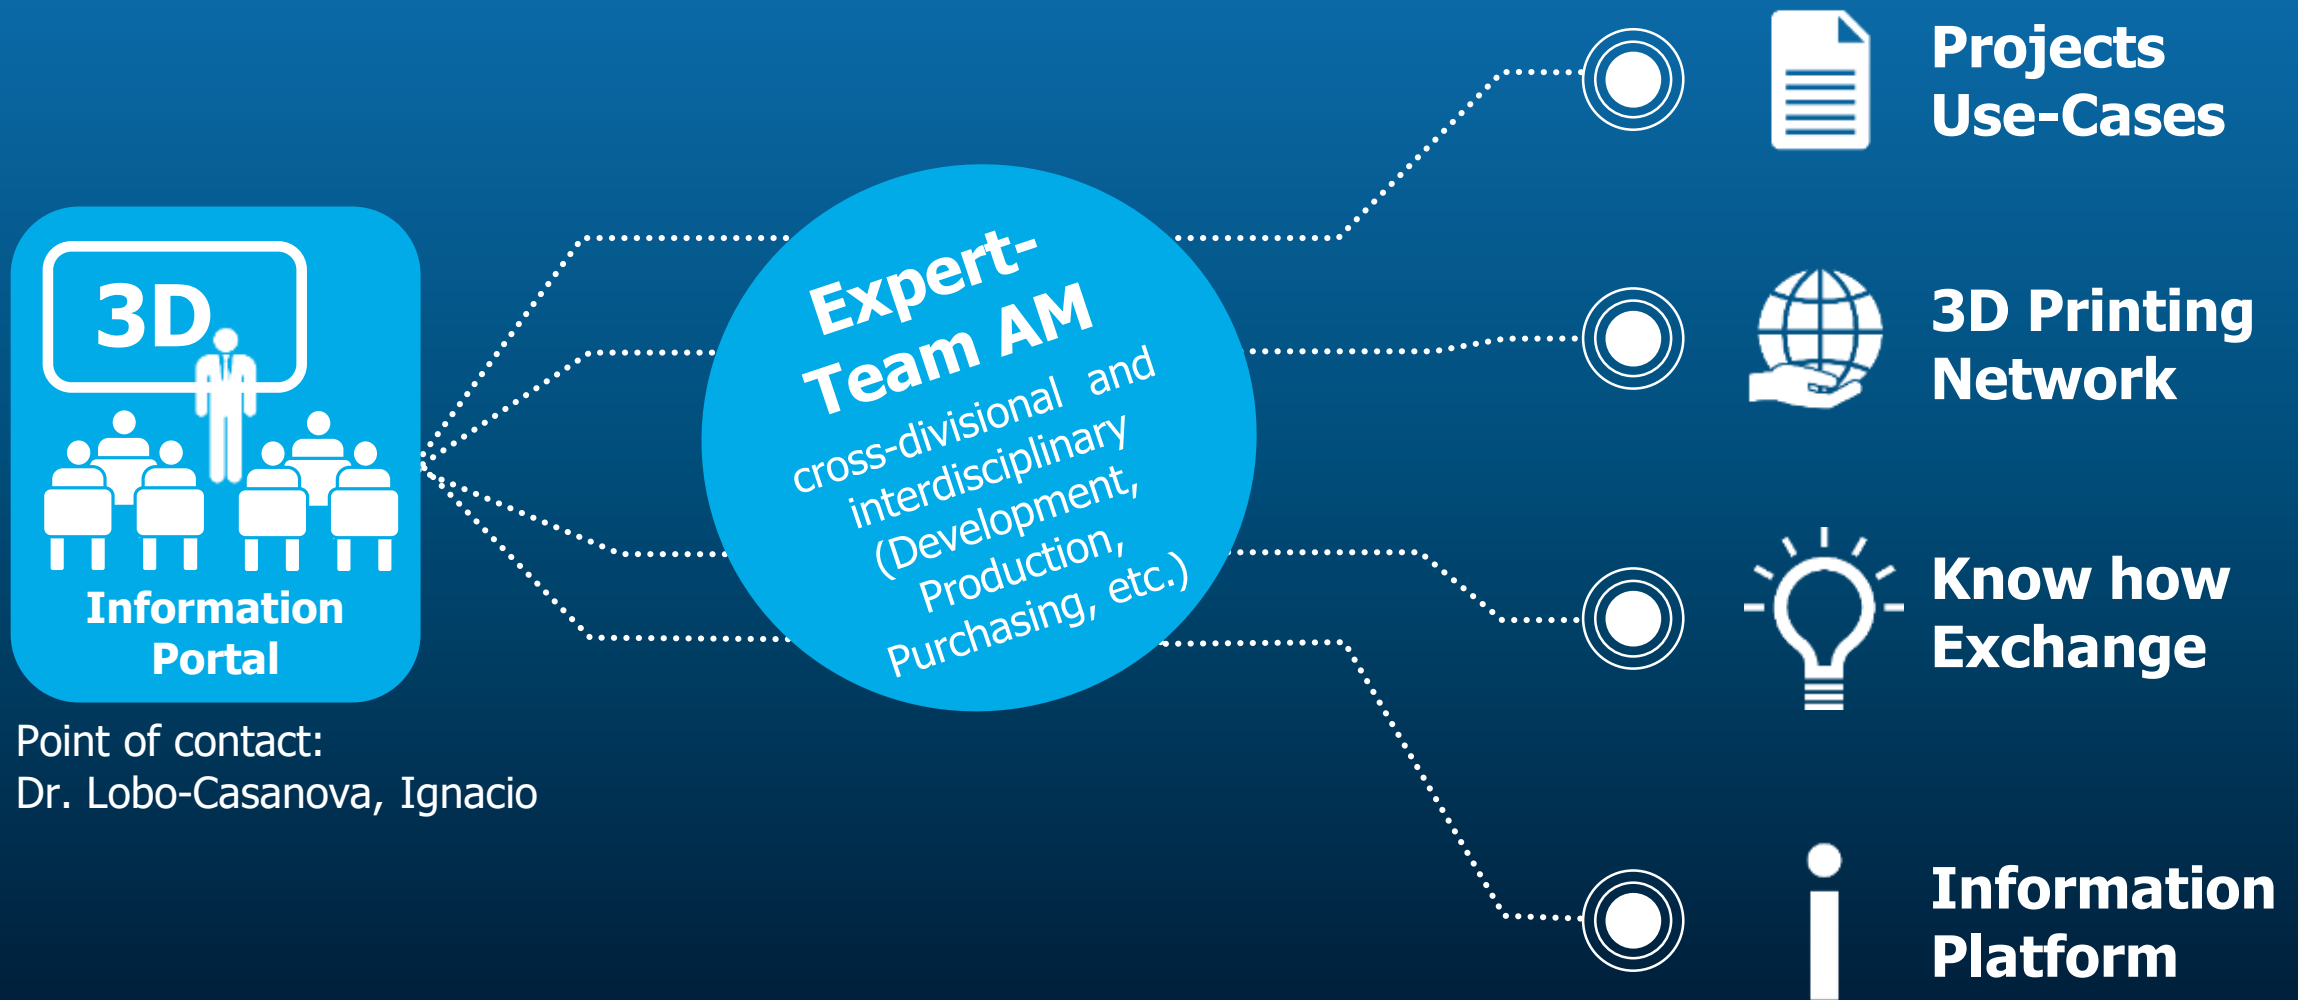 3D
Information
Portal
Point of contact:
Dr. Lobo-Casanova, Ignacio
Expert-
Team AM
cross-divisional and
interdisciplinary
(Development,
Production,
Purchasing, etc.)
Projects
Use-Cases
3D Printing
Network
Know how
Exchange
Information
Platform